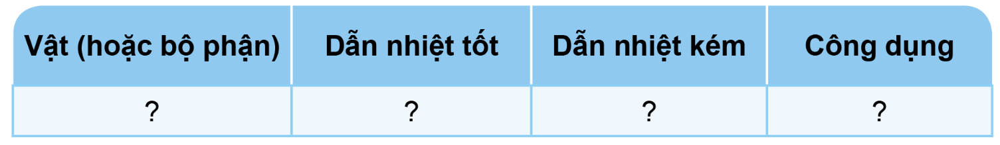 Vật (hoặc bộ phận) Dẫn nhiệt tốt Dẫn nhiệt kém Công dụng
? ? ? ?